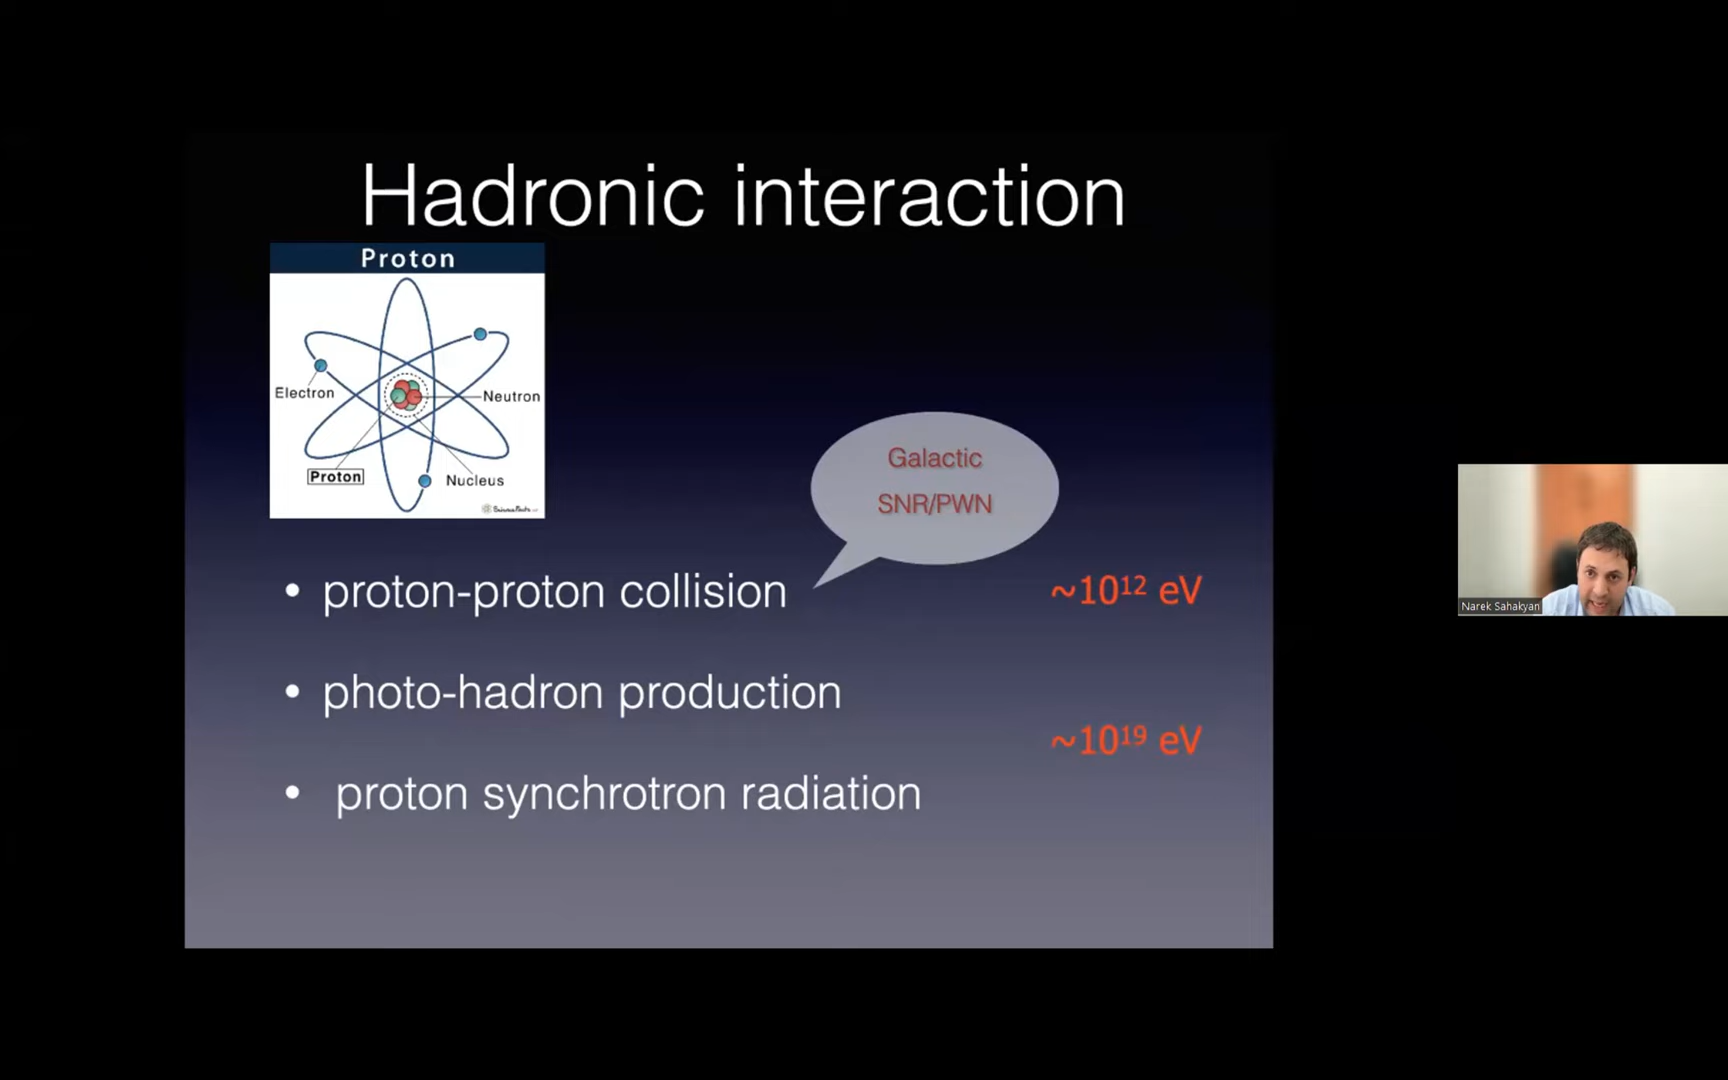 Hadronic interaction
Proton
Electron
Neutron
Proton
Nucleus
Galactic
SNR/PWN
• proton-proton collision
~10¹² eV
• photo-hadron production
~10¹⁹ eV
• proton synchrotron radiation
Narek Sahakyan